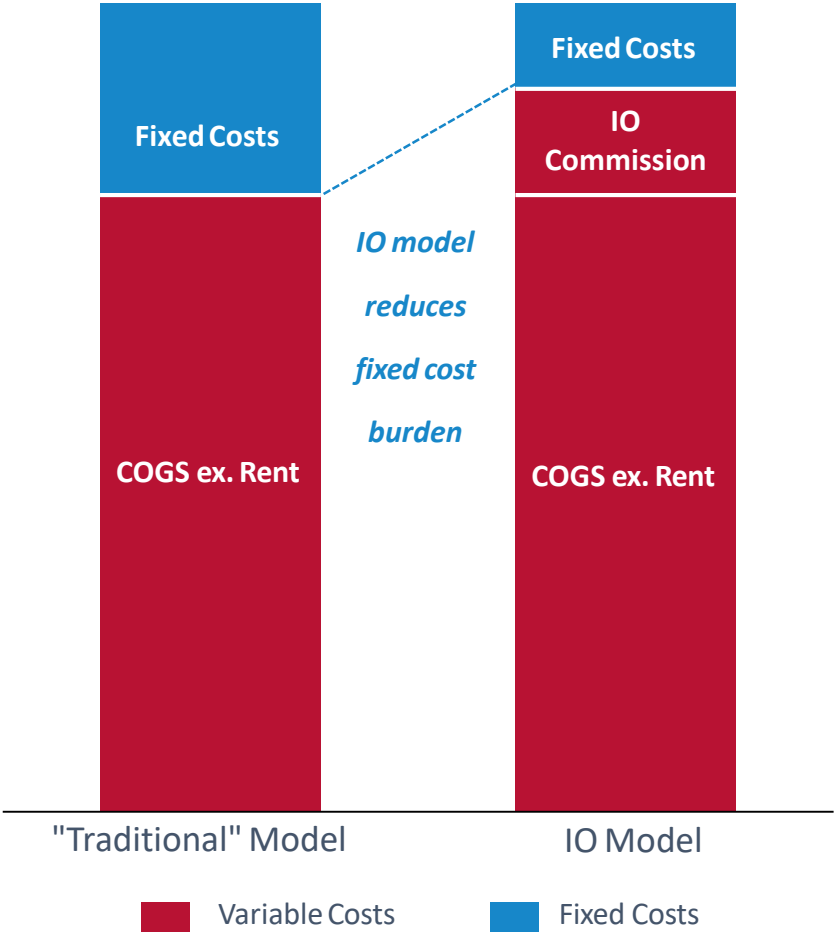 Fixed Costs
Fixed Costs
IO
Commission
IO model
reduces
fixed cost
burden
COGS ex. Rent
COGS ex. Rent
"Traditional" Model
IO Model
Variable Costs
Fixed Costs